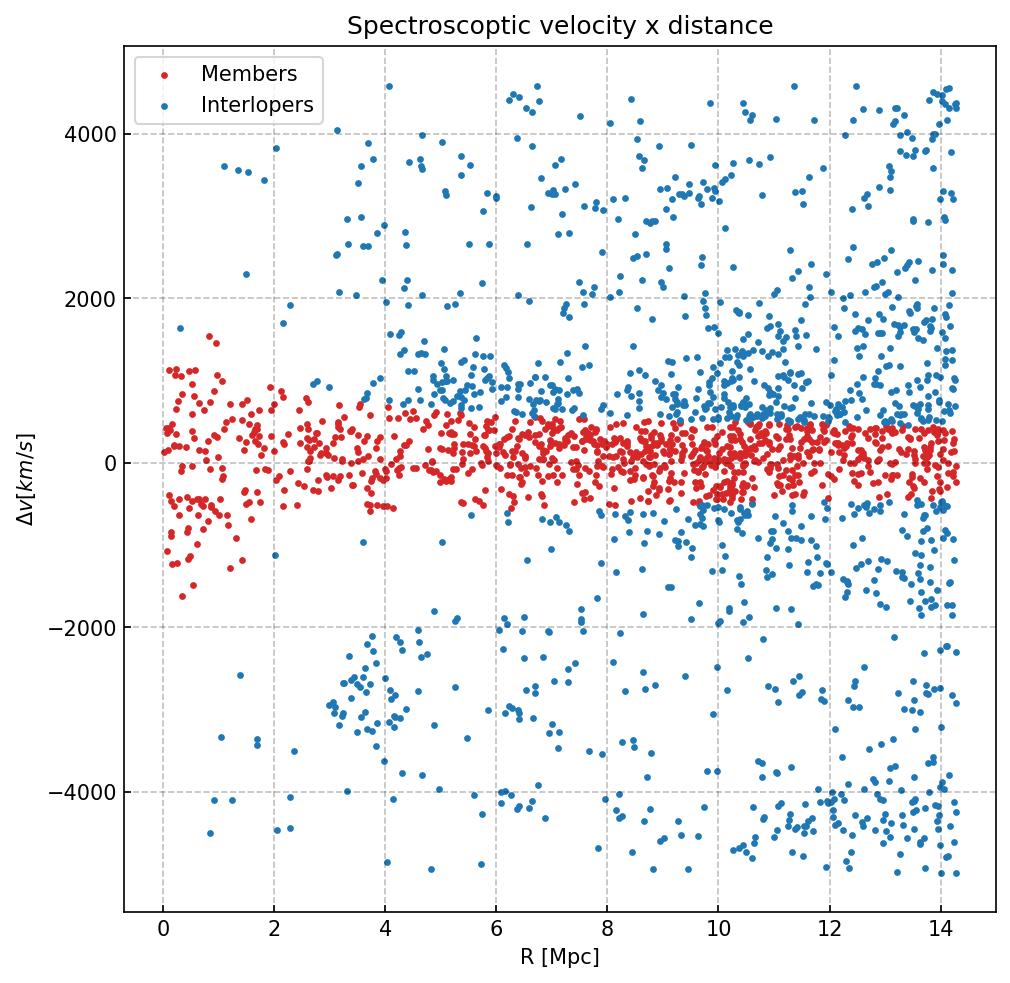 Spectroscoptic velocity x distance
Members
Interlopers
4000
2000
0
−2000
−4000
Δv[km/s]
0 2 4 6 8 10 12 14
R [Mpc]